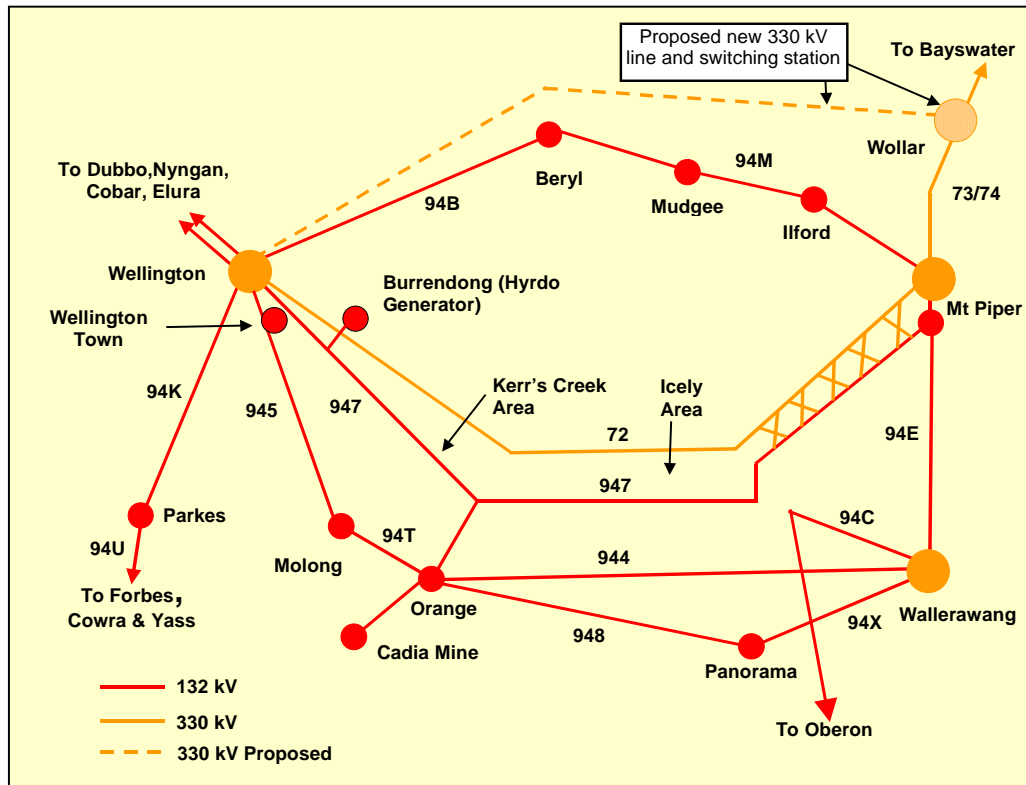 Proposed new 330 kV
line and switching station
To Bayswater
Wollar
To Dubbo,Nyngan,
Cobar, Elura
94B
Beryl
94M
Mudgee
Ilford
73/74
Wellington
Burrendong (Hyrdo
Generator)
Mt Piper
Wellington
Town
94K
945
947
Kerr's Creek
Area
Icely
Area
72
94E
947
Parkes
94U
94C
Molong
94T
944
To Forbes,
Cowra & Yass
Orange
Wallerawang
Cadia Mine
948
94X
Panorama
132 kV
330 kV
To Oberon
330 kV Proposed